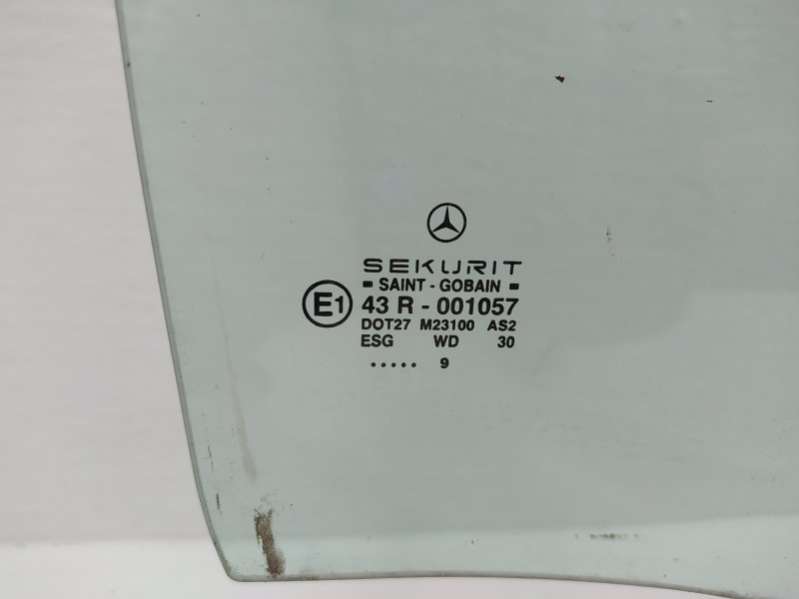 SEKURIT
SAINT - GOBAIN
E1 43 R - 001057
DOT27 M23100 AS2
ESG WD 30
..... 9